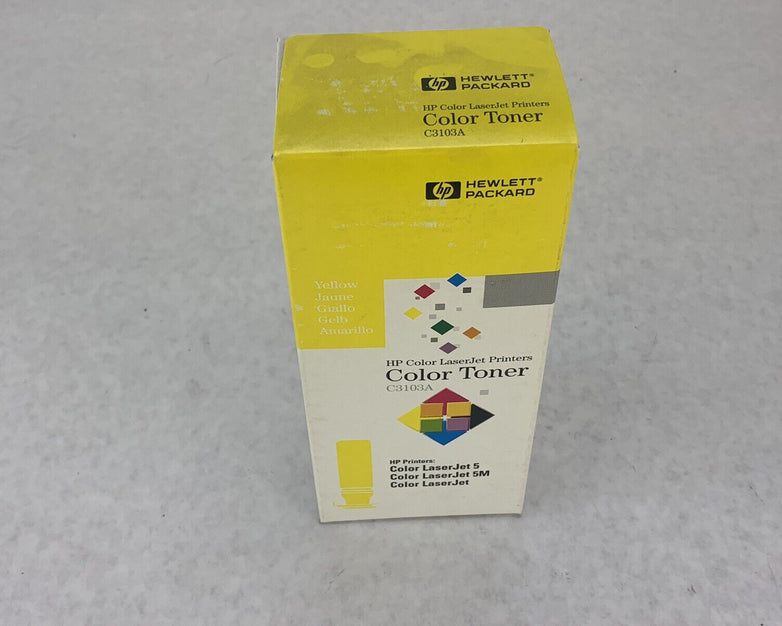 hp HEWLETT®
PACKARD
HP Color LaserJet Printers
Color Toner
C3103A
hp HEWLETT®
PACKARD
Yellow
Jaune
Giallo
Gelb
Amarillo
HP Color LaserJet Printers
Color Toner
C3103A
HP Printers:
Color LaserJet 5
Color LaserJet 5M
Color LaserJet